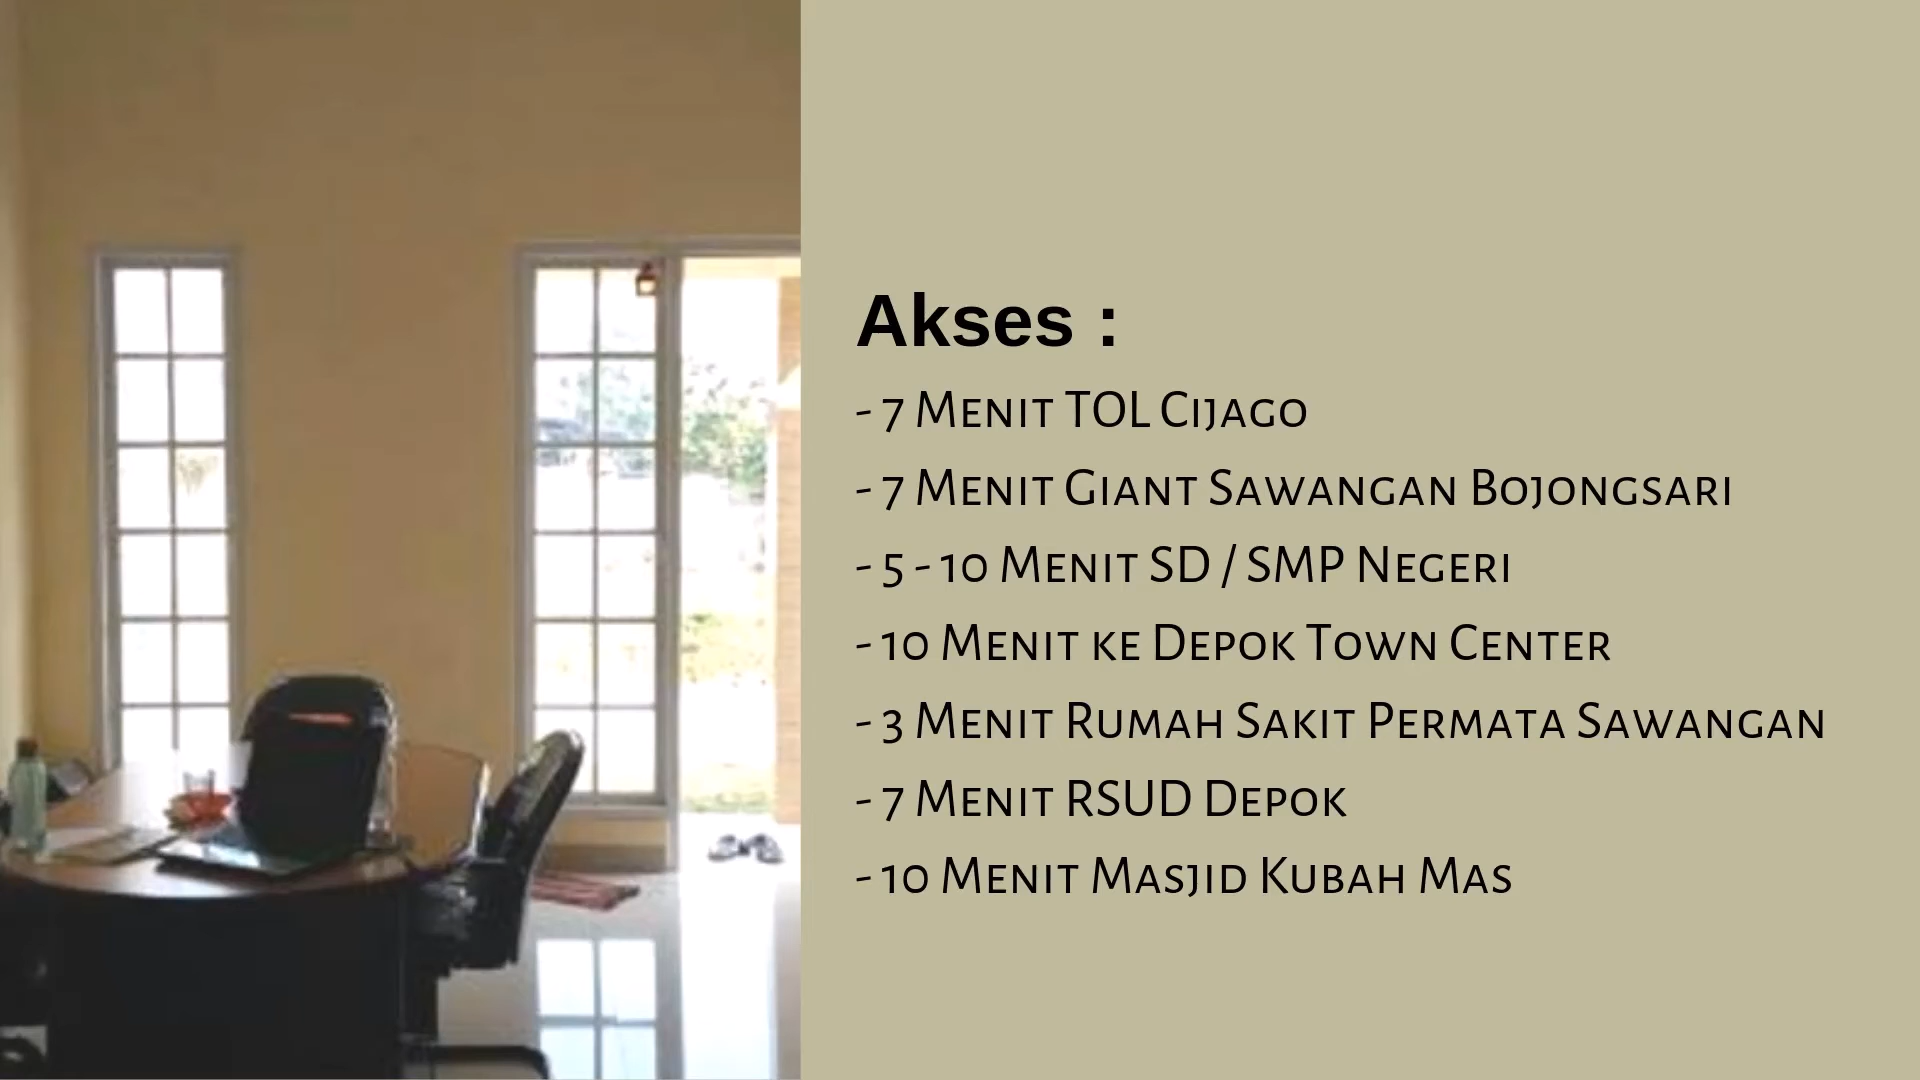 Akses :
- 7 Menit TOL Cijago
- 7 Menit Giant Sawangan Bojongsari
- 5 - 10 Menit SD / SMP Negeri
- 10 Menit ke Depok Town Center
- 3 Menit Rumah Sakit Permata Sawangan
- 7 Menit RSUD Depok
- 10 Menit Masjid Kubah Mas